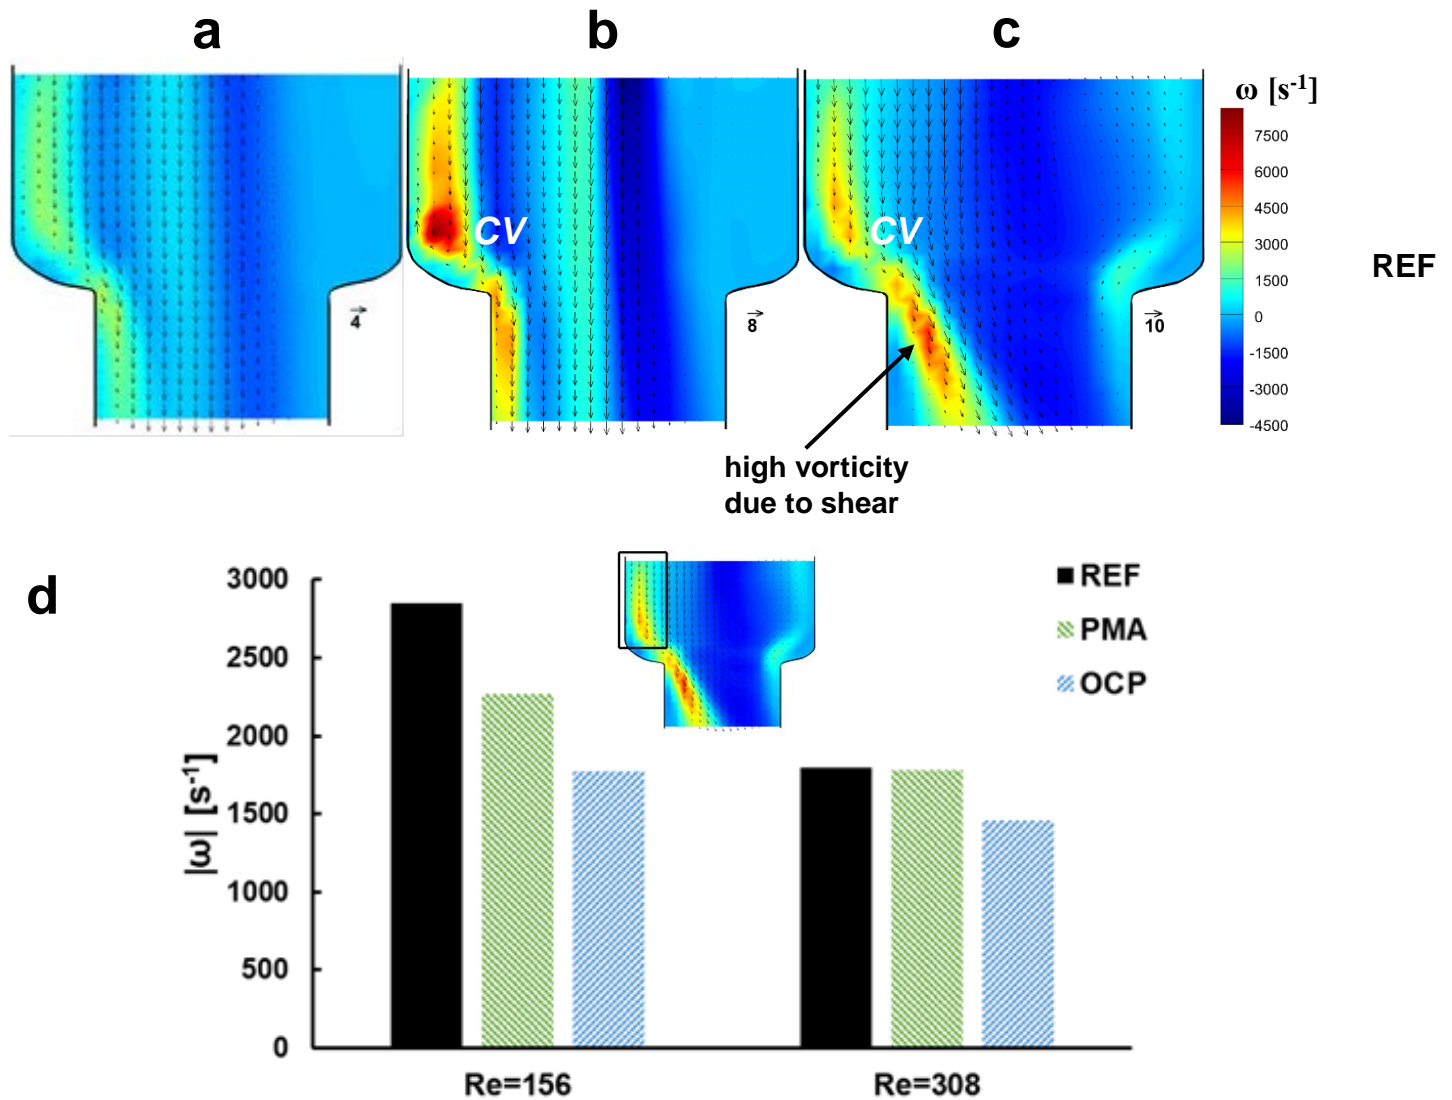 a
b
c
ω [s⁻¹]
7500
6000
4500
3000
1500
0
-1500
-3000
-4500
REF
CV
CV
4
8
10
high vorticity
due to shear
d
3000
2500
2000
1500
1000
500
0
|ω| [s⁻¹]
REF
PMA
OCP
Re=156
Re=308